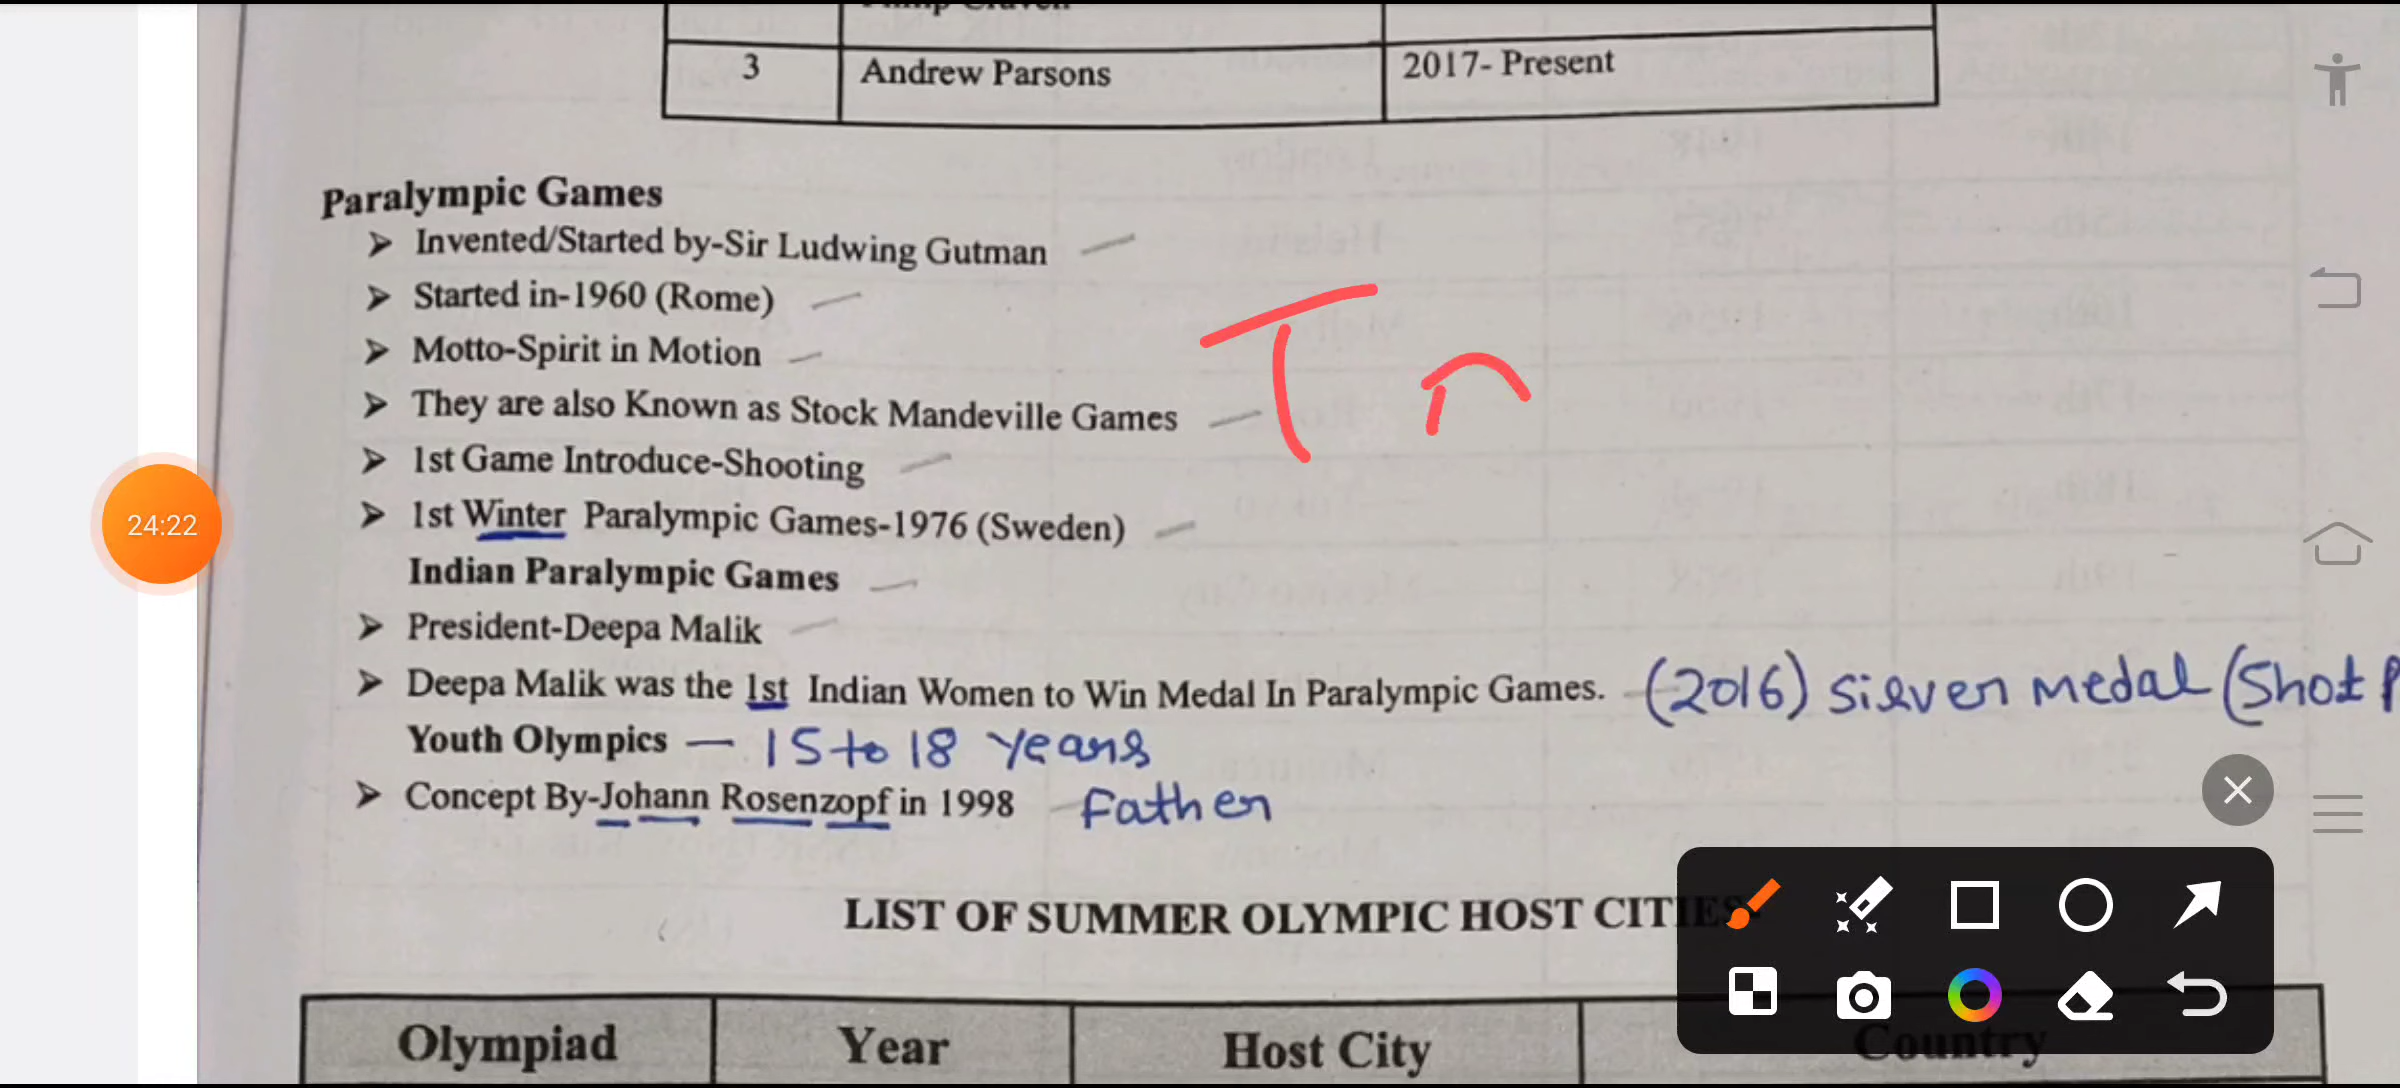 Philip Craven
3 Andrew Parsons 2017- Present
Paralympic Games
➤ Invented/Started by-Sir Ludwing Gutman
➤ Started in-1960 (Rome)
➤ Motto-Spirit in Motion
➤ They are also Known as Stock Mandeville Games
➤ 1st Game Introduce-Shooting
➤ 1st Winter Paralympic Games-1976 (Sweden)
24:22
Indian Paralympic Games
➤ President-Deepa Malik
➤ Deepa Malik was the 1st Indian Women to Win Medal In Paralympic Games. (2016) Silver Medal (Shot P
Youth Olympics — 15 to 18 Years
➤ Concept By-Johann Rosenzopf in 1998 Father
LIST OF SUMMER OLYMPIC HOST CITIES
Olympiad Year Host City Country